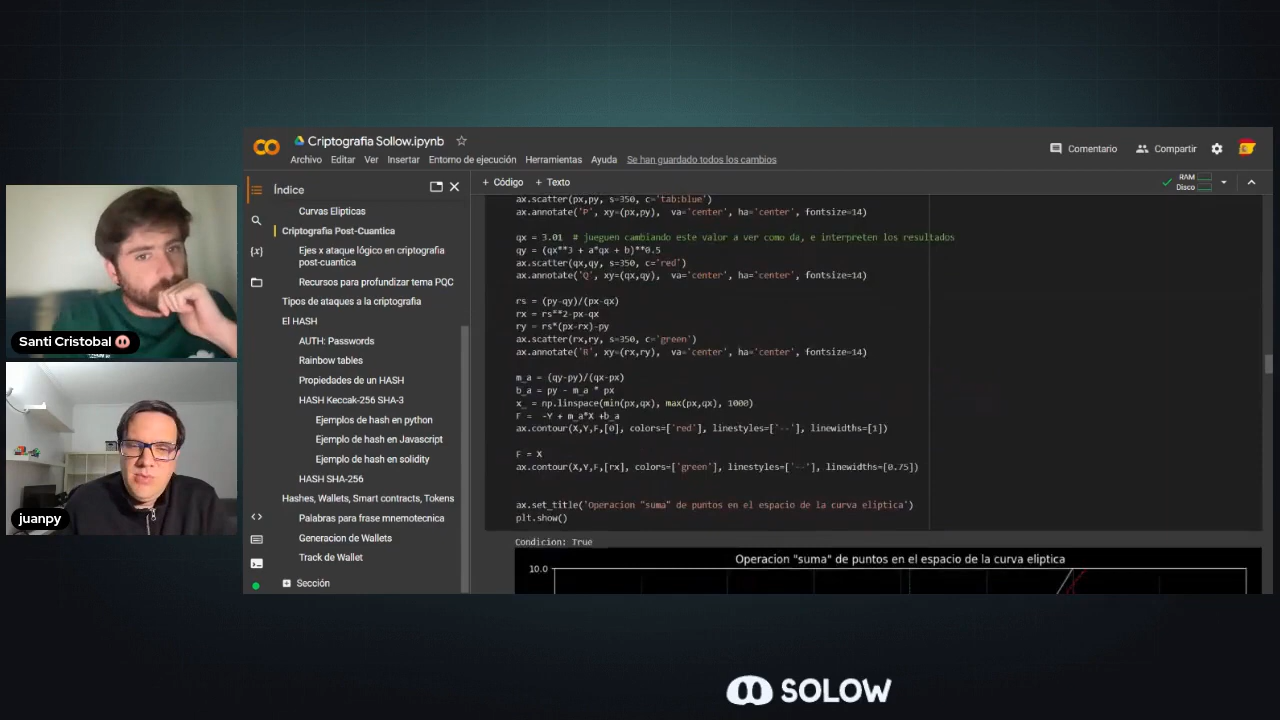 Criptografia Sollow.ipynb
Archivo Editar Ver Insertar Entorno de ejecución Herramientas Ayuda Se han guardado todos los cambios
Comentario
Compartir
Índice
Curvas Elipticas
Criptografia Post-Cuantica
Ejes x ataque lógico en criptografia
post-cuantica
Recursos para profundizar tema PQC
Tipos de ataques a la criptografia
El HASH
AUTH: Passwords
Rainbow tables
Propiedades de un HASH
HASH Keccak-256 SHA-3
Ejemplos de hash en python
Ejemplo de hash en Javascript
Ejemplo de hash en solidity
HASH SHA-256
Hashes, Wallets, Smart contracts, Tokens
Palabras para frase mnemotecnica
Generacion de Wallets
Track de Wallet
Sección
+ Código + Texto
RAM
Disco
ax.scatter(px,py, s=350, c='tab:blue')
ax.annotate('P', xy=(px,py),  va='center', ha='center', fontsize=14)
qx = 3.01  # jueguen cambiando este valor a ver como da, e interpreten los resultados
qy = (qx**3 + a*qx + b)**0.5
ax.scatter(qx,qy, s=350, c='red')
ax.annotate('Q', xy=(qx,qy),  va='center', ha='center', fontsize=14)
rs = (py-qy)/(px-qx)
rx = rs**2-px-qx
ry = rs*(px-rx)-py
ax.scatter(rx,ry, s=350, c='green')
ax.annotate('R', xy=(rx,ry), va='center', ha='center', fontsize=14)
m_a = (qy-py)/(qx-px)
b_a = py - m_a * px
x_ = np.linspace(min(px,qx), max(px,qx), 1000)
F =  -Y + m_a*X +b_a
ax.contour(X,Y,F,[0], colors=['red'], linestyles=['--'], linewidths=[1])
F = X
ax.contour(X,Y,F,[rx], colors=['green'], linestyles=['--'], linewidths=[0.75])
ax.set_title('Operacion "suma" de puntos en el espacio de la curva eliptica')
plt.show()
Condicion: True
Operacion "suma" de puntos en el espacio de la curva eliptica
10.0
Santi Cristobal
juanpy
SOLOW